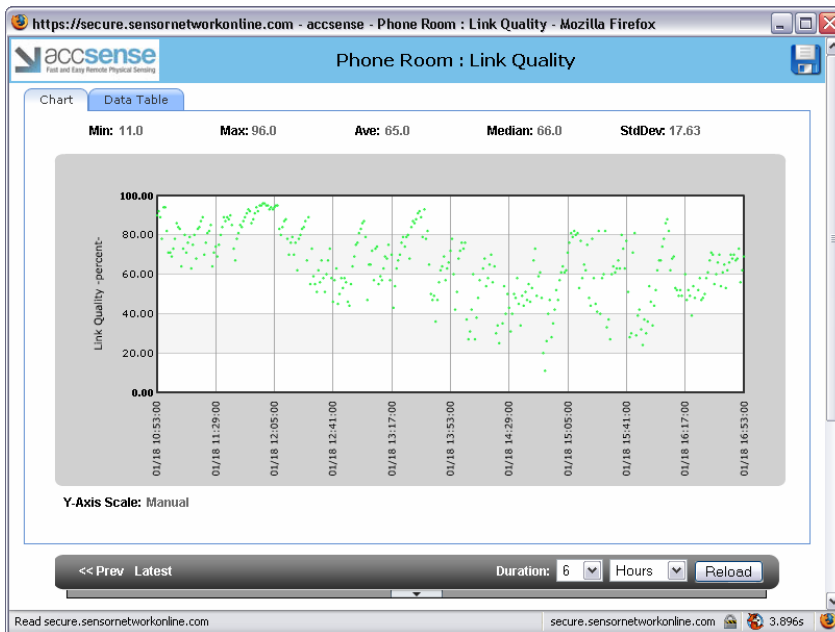 https://secure.sensornetworkonline.com - accsense - Phone Room : Link Quality - Mozilla Firefox
accsense
Fast and Easy Remote Physical Sensing
Phone Room : Link Quality
Chart Data Table
Min: 11.0 Max: 96.0 Ave: 65.0 Median: 66.0 StdDev: 17.63
Link Quality -percent-
100.00
80.00
60.00
40.00
20.00
0.00
01/18 10:53:00
01/18 11:29:00
01/18 12:05:00
01/18 12:41:00
01/18 13:17:00
01/18 13:53:00
01/18 14:29:00
01/18 15:05:00
01/18 15:41:00
01/18 16:17:00
01/18 16:53:00
Y-Axis Scale: Manual
<< Prev Latest Duration: 6 Hours Reload
Read secure.sensornetworkonline.com secure.sensornetworkonline.com 3.896s